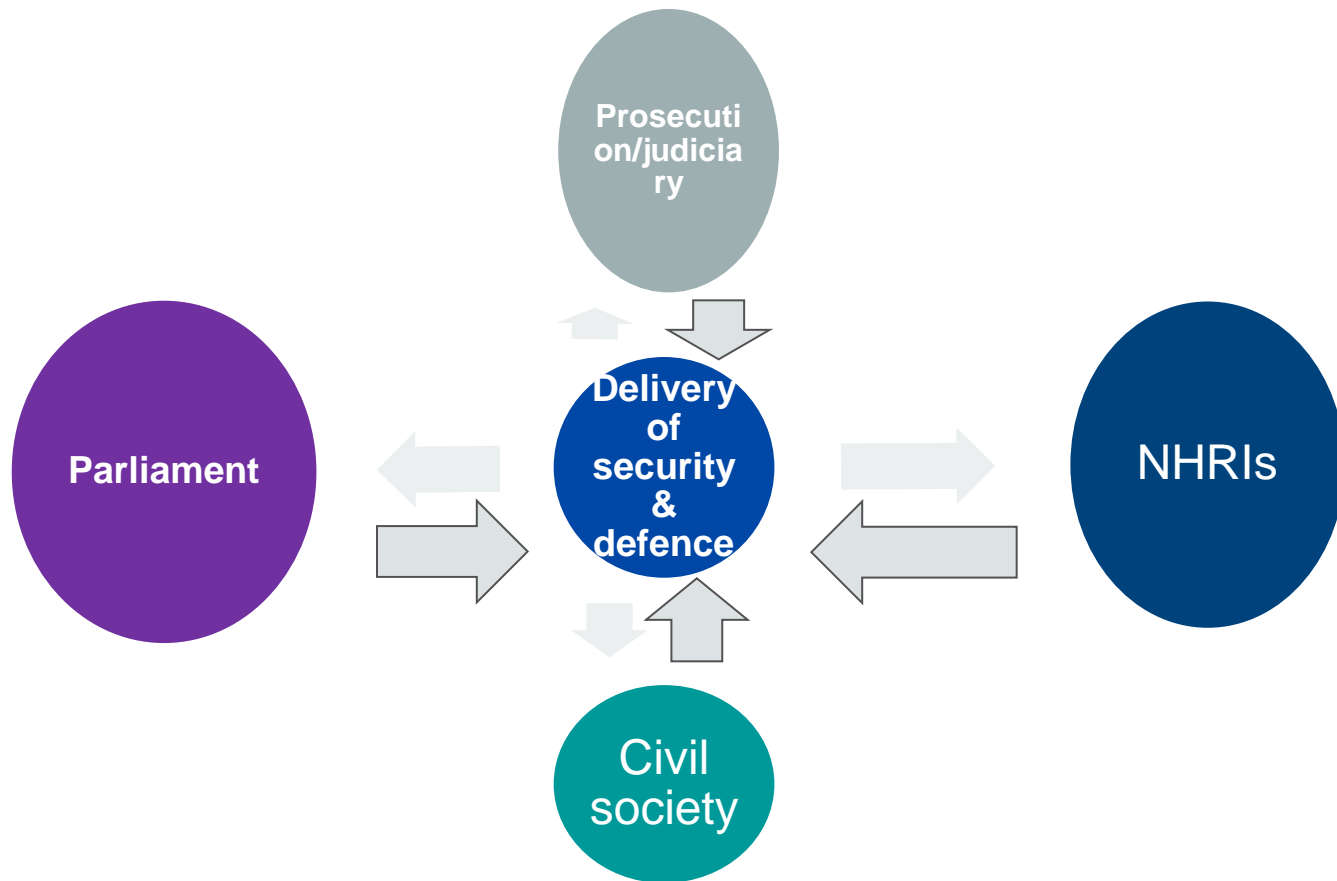 Prosecuti
on/judicia
ry
Delivery
of
security
&
defence
Parliament
NHRIs
Civil
society